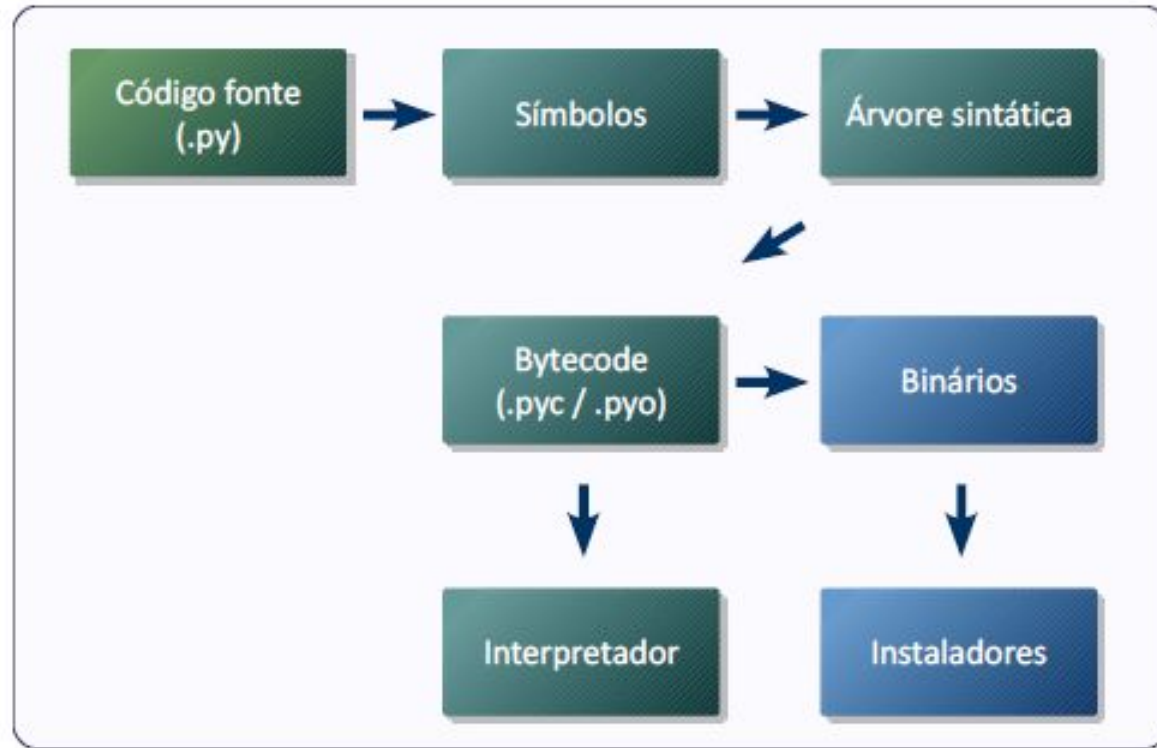 Código fonte
(.py)
Símbolos
Árvore sintática
Bytecode
(.pyc / .pyo)
Binários
Interpretador
Instaladores